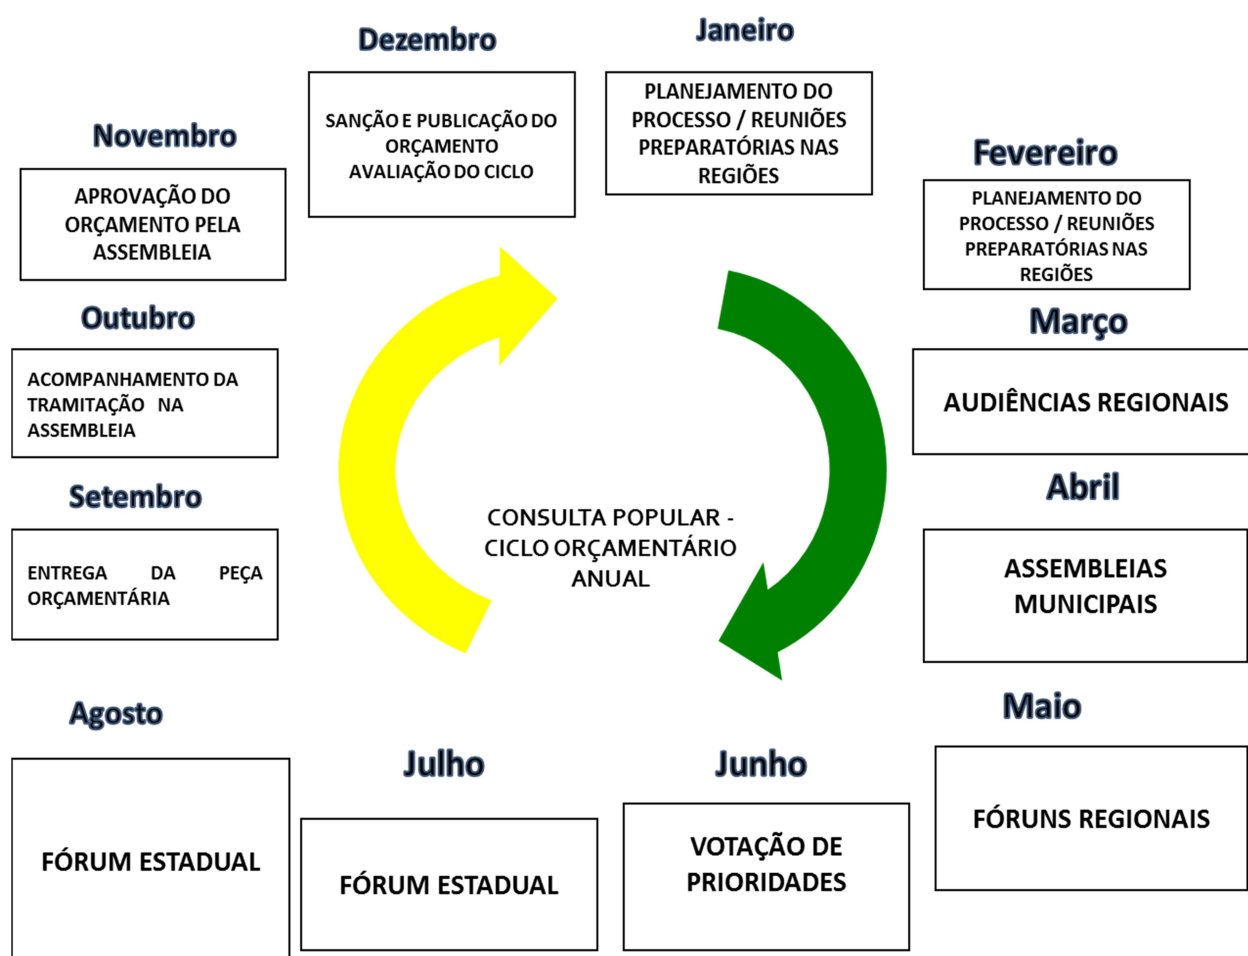 Janeiro
PLANEJAMENTO DO
PROCESSO / REUNIÕES
PREPARATÓRIAS NAS
REGIÕES
Fevereiro
PLANEJAMENTO DO
PROCESSO / REUNIÕES
PREPARATÓRIAS NAS
REGIÕES
Março
AUDIÊNCIAS REGIONAIS
Abril
ASSEMBLEIAS
MUNICIPAIS
Maio
FÓRUNS REGIONAIS
Junho
VOTAÇÃO DE
PRIORIDADES
Julho
FÓRUM ESTADUAL
Agosto
FÓRUM ESTADUAL
Setembro
ENTREGA DA PEÇA
ORÇAMENTÁRIA
Outubro
ACOMPANHAMENTO DA
TRAMITAÇÃO NA
ASSEMBLEIA
Novembro
APROVAÇÃO DO
ORÇAMENTO PELA
ASSEMBLEIA
Dezembro
SANÇÃO E PUBLICAÇÃO DO
ORÇAMENTO
AVALIAÇÃO DO CICLO
CONSULTA POPULAR -
CICLO ORÇAMENTÁRIO
ANUAL